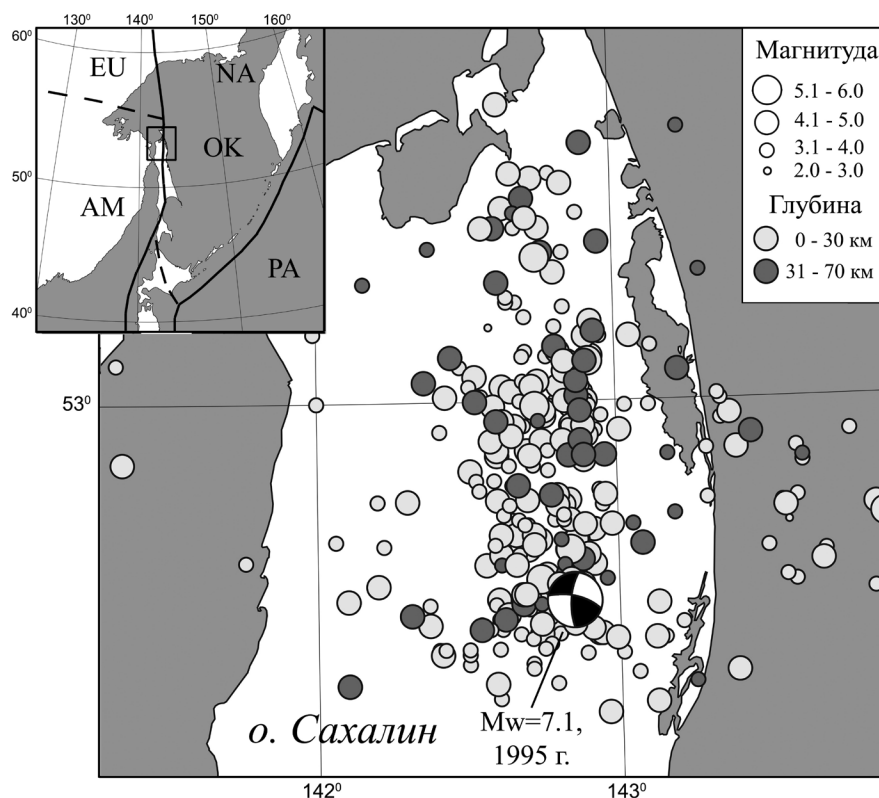 130⁰ 140⁰ 150⁰ 160⁰
60⁰
EU
NA
OK
50⁰
AM
PA
40⁰
Магнитуда
5.1 - 6.0
4.1 - 5.0
3.1 - 4.0
2.0 - 3.0
Глубина
0 - 30 км
31 - 70 км
53⁰
о. Сахалин
Mw=7.1,
1995 г.
142⁰ 143⁰